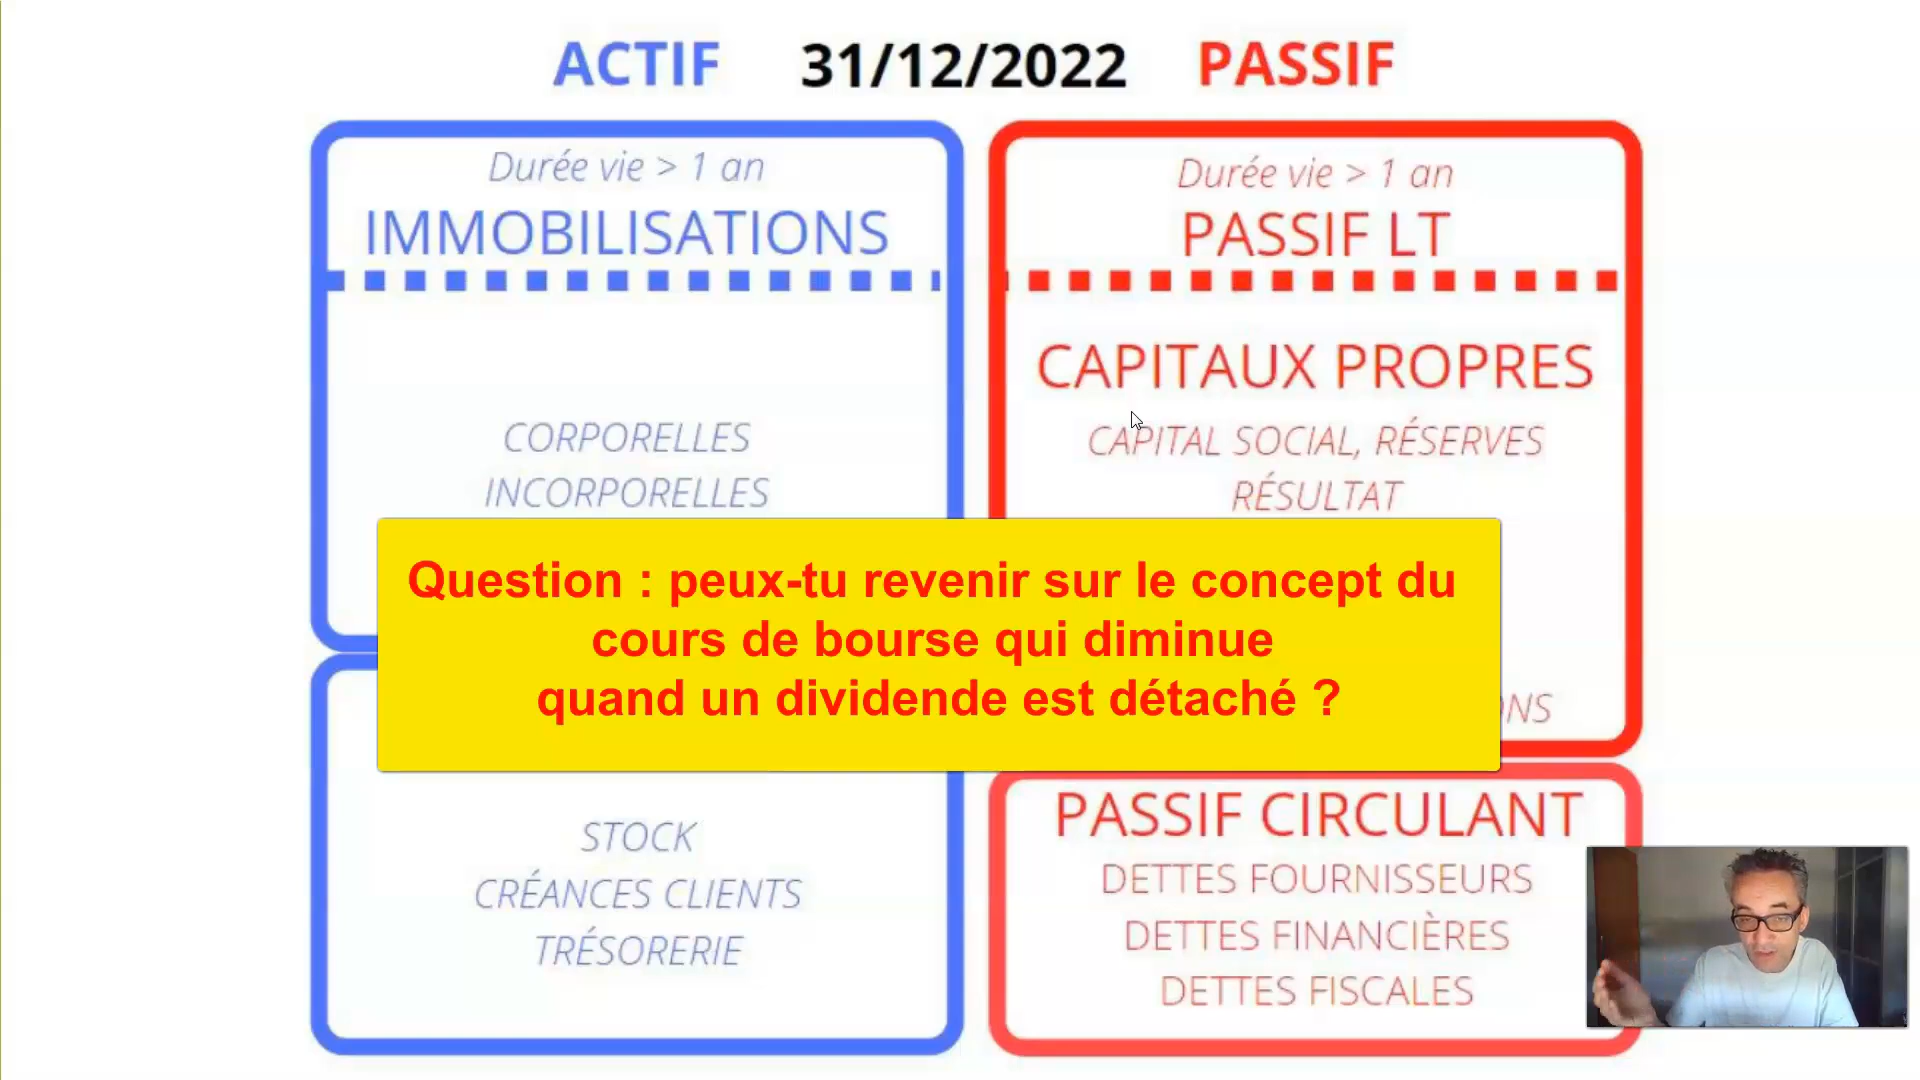 ACTIF 31/12/2022 PASSIF
Durée vie > 1 an
IMMOBILISATIONS
CORPORELLES
INCORPORELLES
Durée vie > 1 an
PASSIF LT
CAPITAUX PROPRES
CAPITAL SOCIAL, RÉSERVES
RÉSULTAT
Question : peux-tu revenir sur le concept du
cours de bourse qui diminue
quand un dividende est détaché ?
STOCK
CRÉANCES CLIENTS
TRÉSORERIE
PASSIF CIRCULANT
DETTES FOURNISSEURS
DETTES FINANCIÈRES
DETTES FISCALES